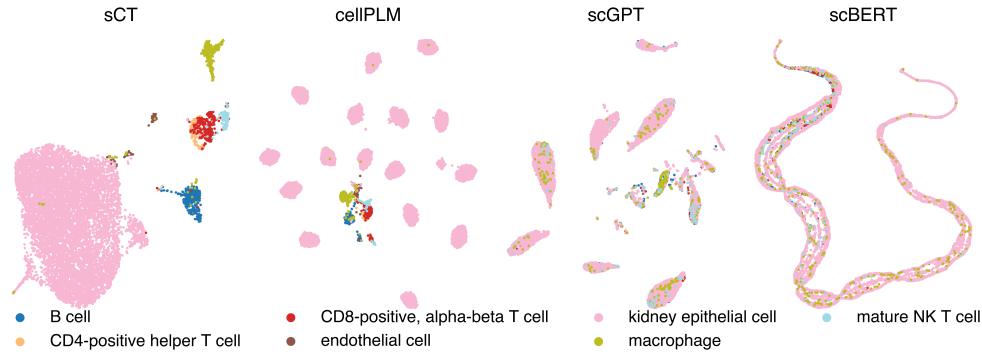 sCT cellPLM scGPT scBERT
B cell CD8-positive, alpha-beta T cell kidney epithelial cell mature NK T cell
CD4-positive helper T cell endothelial cell macrophage